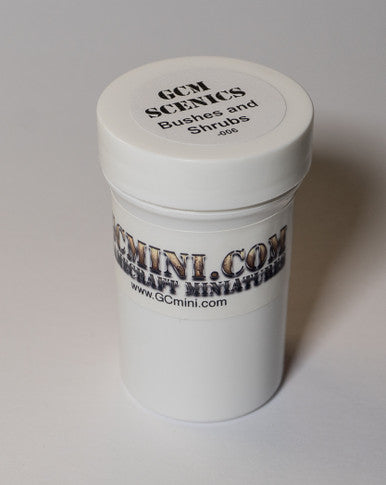 GCM
SCENICS
Bushes and
Shrubs
-006
GCMINI.COM
MINIATURES
www.GCmini.com